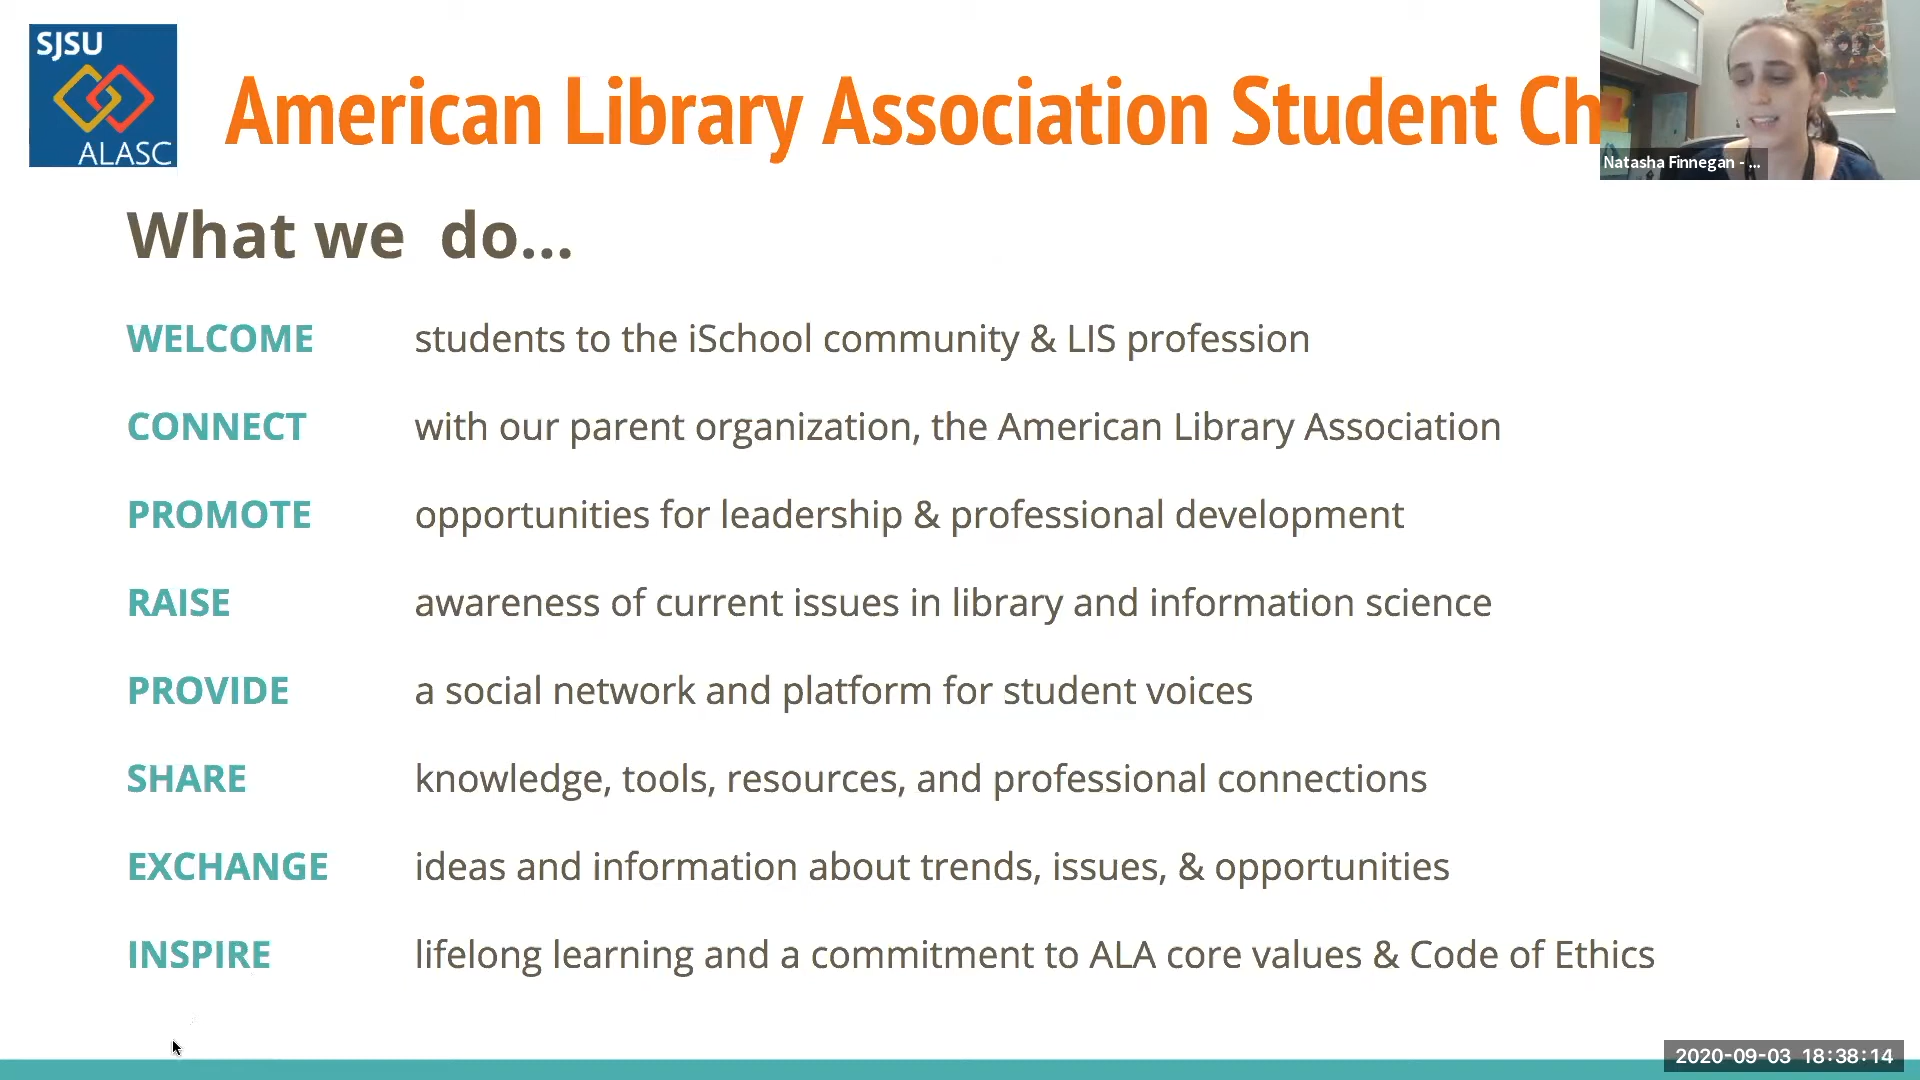 SJSU
ALASC
American Library Association Student Ch
Natasha Finnegan - ...
What we do...
WELCOME students to the iSchool community & LIS profession
CONNECT with our parent organization, the American Library Association
PROMOTE opportunities for leadership & professional development
RAISE awareness of current issues in library and information science
PROVIDE a social network and platform for student voices
SHARE knowledge, tools, resources, and professional connections
EXCHANGE ideas and information about trends, issues, & opportunities
INSPIRE lifelong learning and a commitment to ALA core values & Code of Ethics
2020-09-03 18:38:14